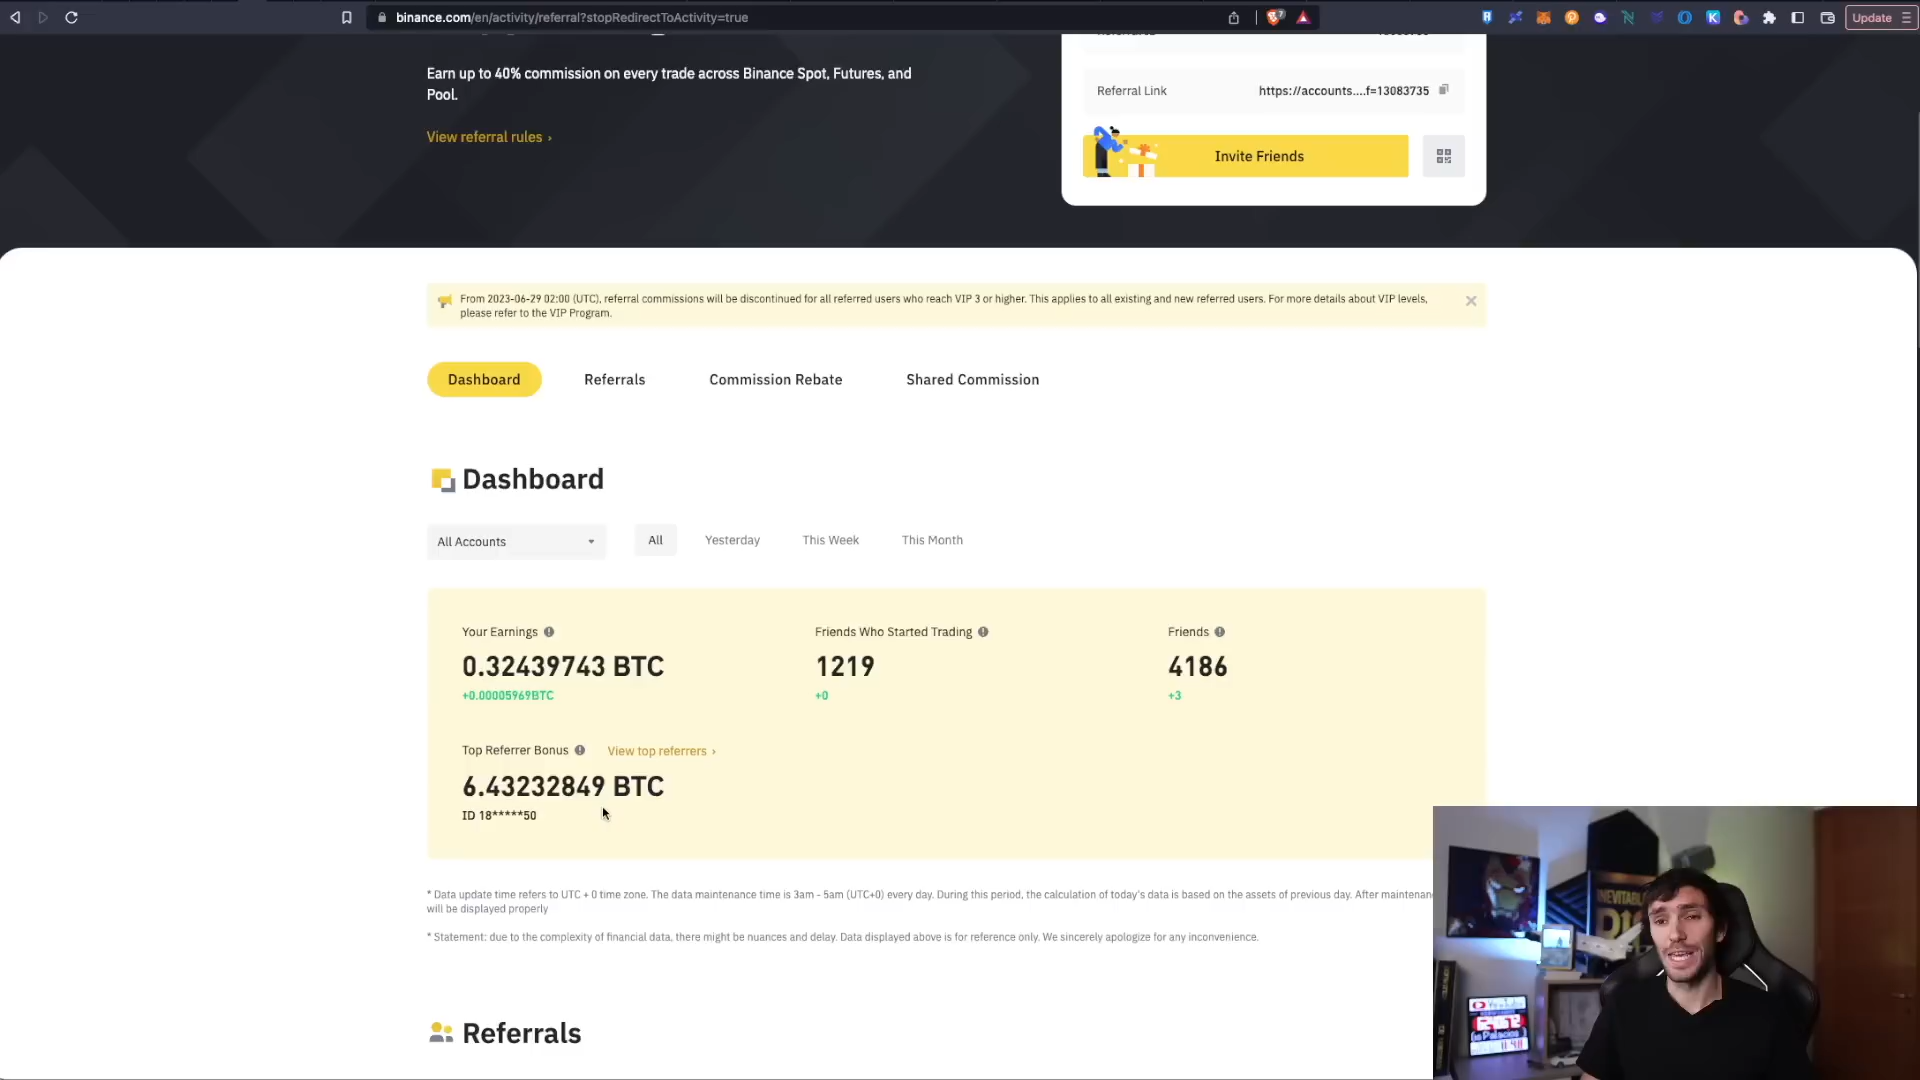 binance.com/en/activity/referral?stopRedirectToActivity=true
Update
Earn up to 40% commission on every trade across Binance Spot, Futures, and
Pool.
View referral rules ›
Referral Link
https://accounts....f=13083735
Invite Friends
From 2023-06-29 02:00 (UTC), referral commissions will be discontinued for all referred users who reach VIP 3 or higher. This applies to all existing and new referred users. For more details about VIP levels,
please refer to the VIP Program.
Dashboard
Referrals
Commission Rebate
Shared Commission
Dashboard
All Accounts
All
Yesterday
This Week
This Month
Your Earnings
Friends Who Started Trading
Friends
0.32439743 BTC
1219
4186
+0.00005969BTC
+0
+3
Top Referrer Bonus
View top referrers ›
6.43232849 BTC
ID 18*****50
* Data update time refers to UTC + 0 time zone. The data maintenance time is 3am - 5am (UTC+0) every day. During this period, the calculation of today's data is based on the assets of previous day. After
will be displayed properly
* Statement: due to the complexity of financial data, there might be nuances and delay. Data displayed above is for reference only. We sincerely apologize for any inconvenience.
Referrals
YouTube